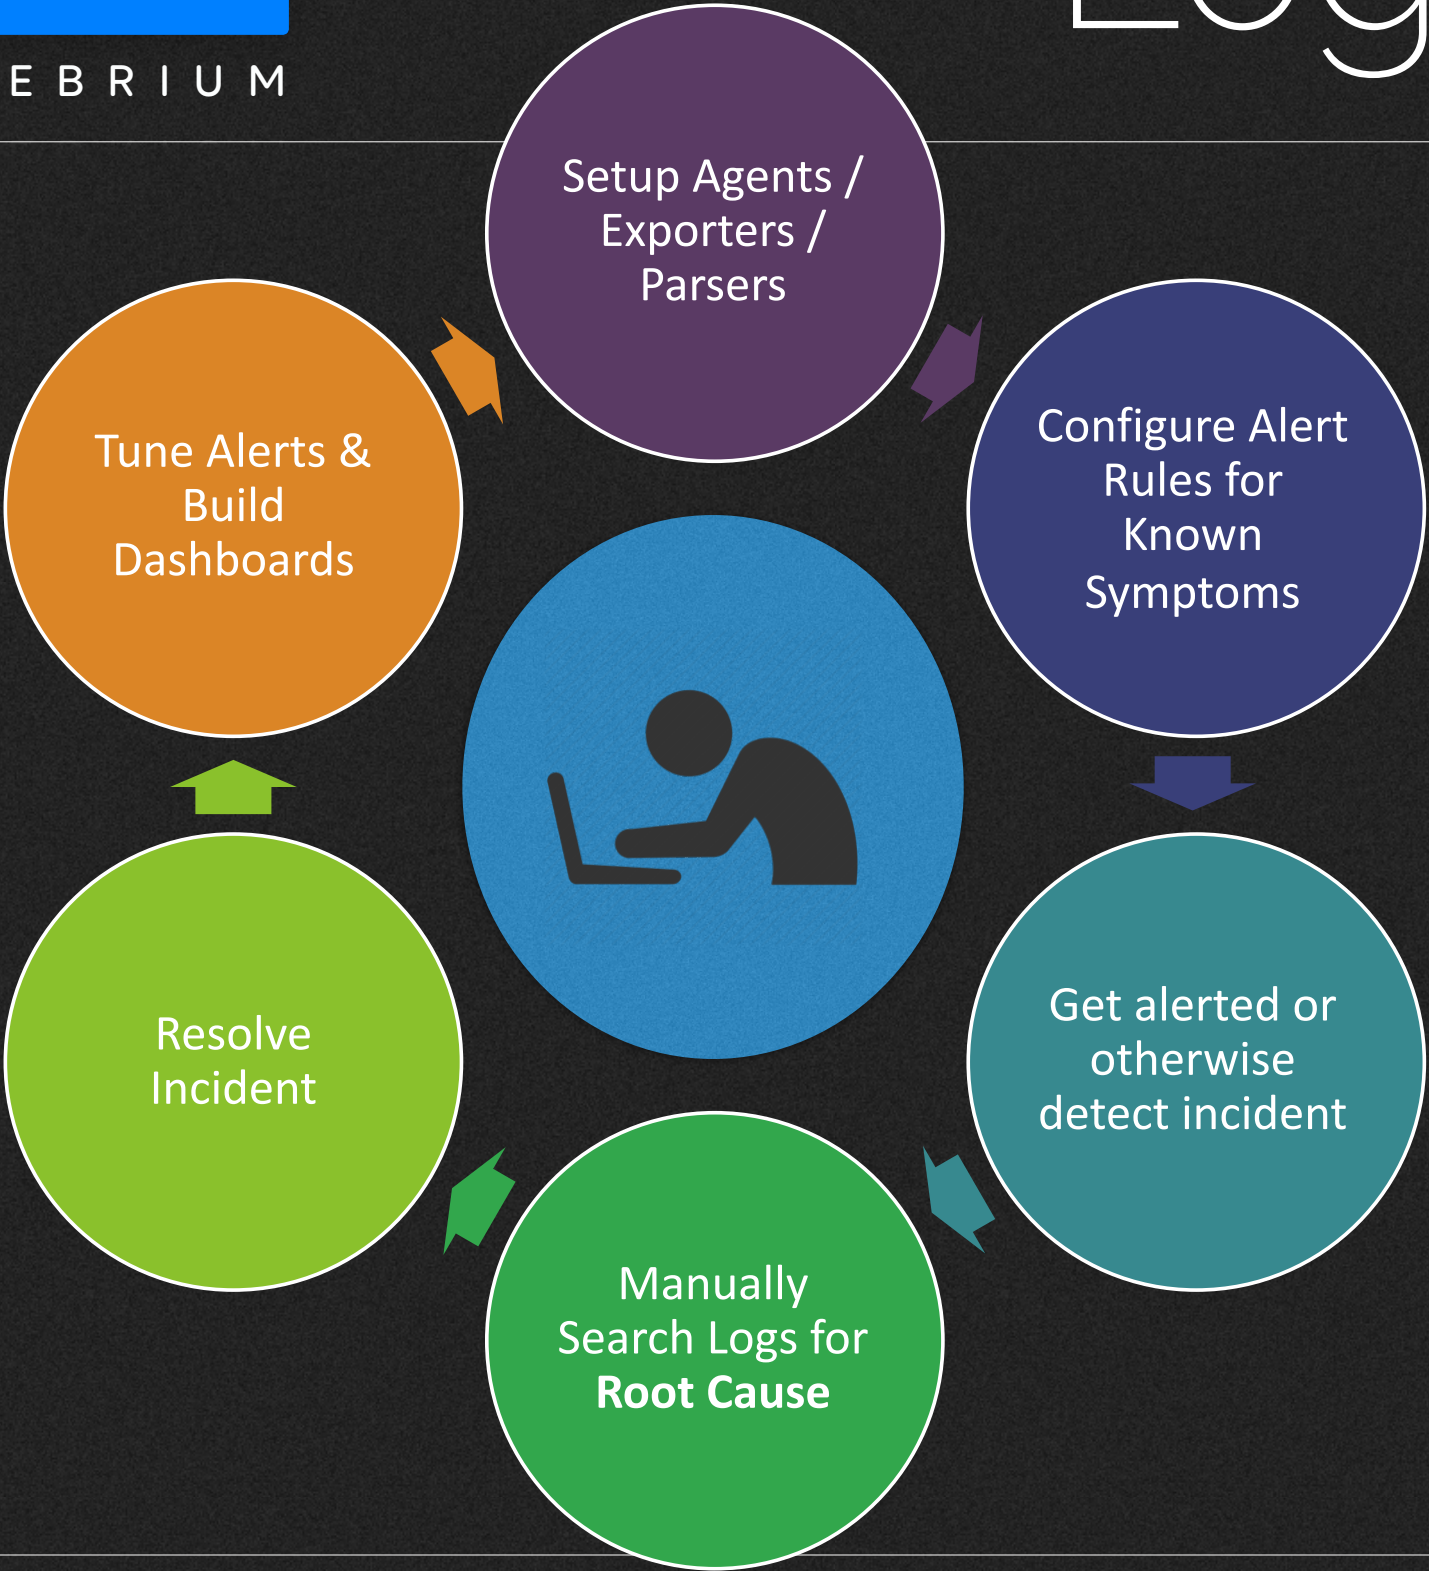 EBRIUM
Log
Setup Agents /
Exporters /
Parsers
Configure Alert
Rules for
Known
Symptoms
Get alerted or
otherwise
detect incident
Manually
Search Logs for
Root Cause
Resolve
Incident
Tune Alerts &
Build
Dashboards